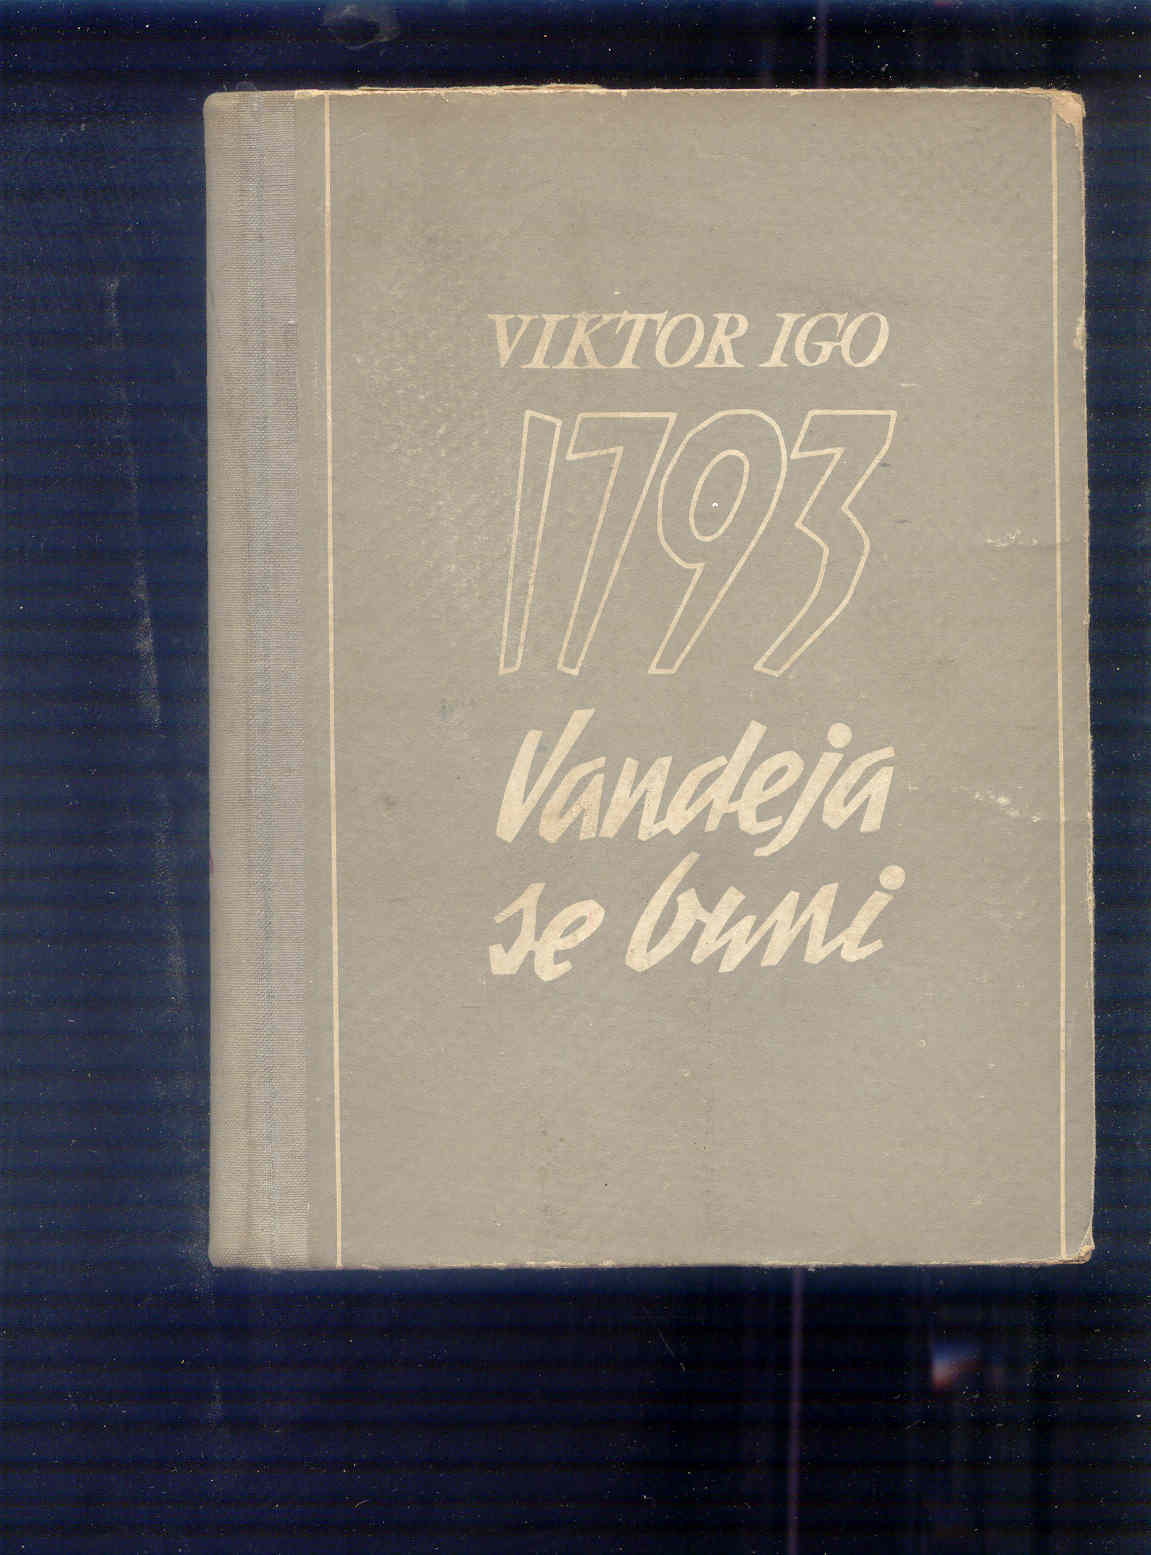 VIKTOR IGO
1793
Vandeja
se buni